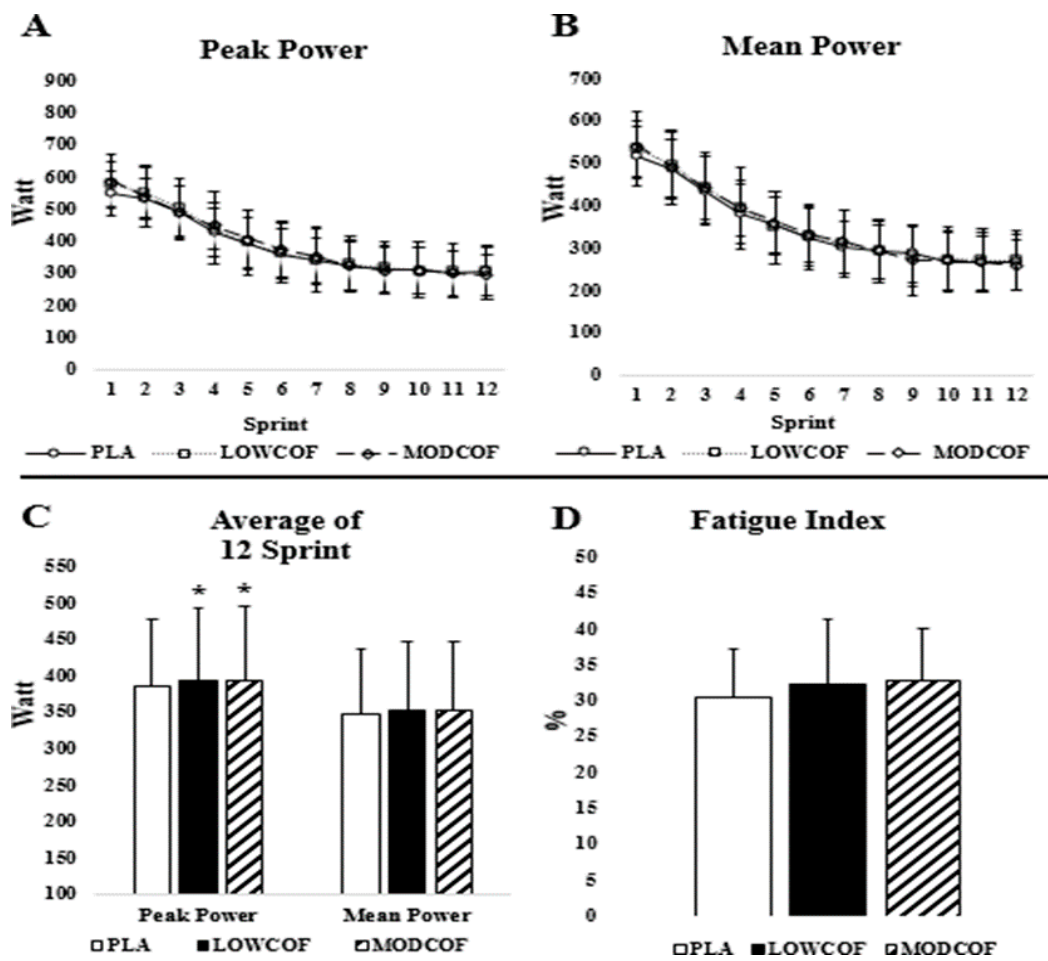 A
Peak Power
900
800
700
600
500
400
300
200
100
0
Watt
1 2 3 4 5 6 7 8 9 10 11 12
Sprint
PLA LOWCOF MODCOF
B
Mean Power
700
600
500
400
300
200
100
0
Watt
1 2 3 4 5 6 7 8 9 10 11 12
Sprint
PLA LOWCOF MODCOF
C
Average of
12 Sprint
550
500
450
400
350
300
250
200
150
100
Watt
* *
Peak Power Mean Power
PLA LOWCOF MODCOF
D
Fatigue Index
50
45
40
35
30
25
20
15
10
5
0
%
PLA LOWCOF MODCOF